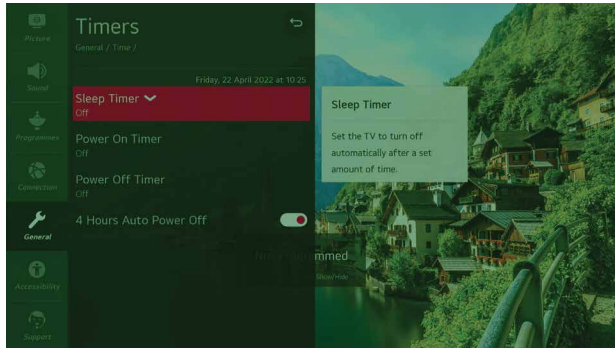 Picture
Sound
Programmes
Connection
General
Accessibility
Support
Timers
General / Time /
Friday, 22 April 2022 at 10:25
Sleep Timer
Off
Power On Timer
Off
Power Off Timer
Off
4 Hours Auto Power Off
Sleep Timer
Set the TV to turn off
automatically after a set
amount of time.
Show/Hide